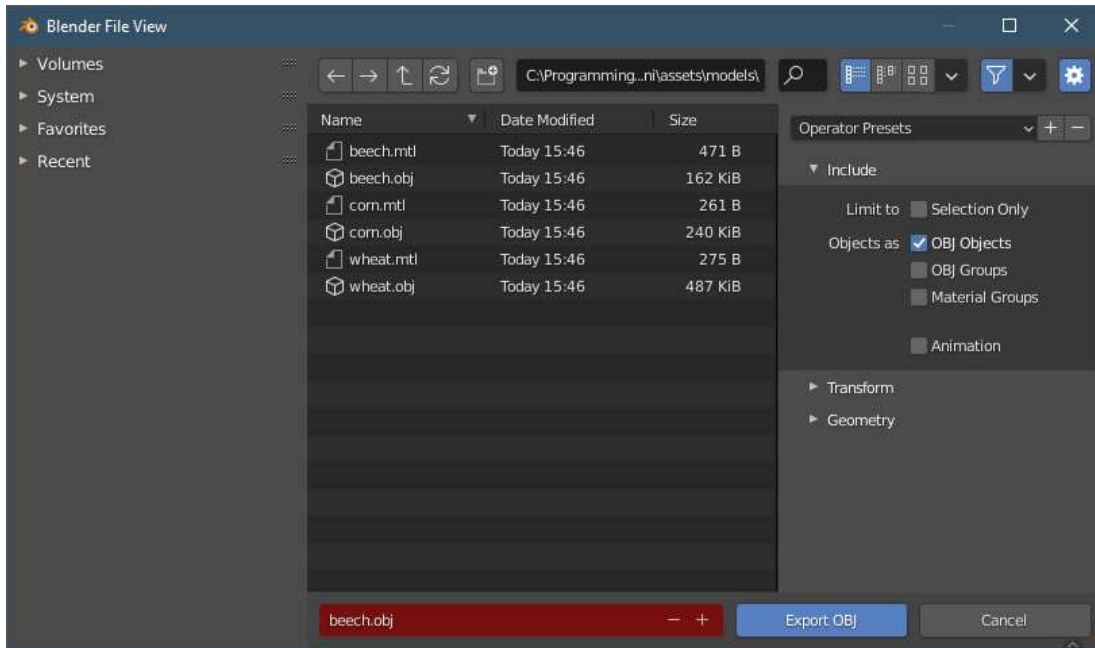 Blender File View
Volumes
System
Favorites
Recent
C:\Programming...ni\assets\models\
Name Date Modified Size
beech.mtl Today 15:46 471 B
beech.obj Today 15:46 162 KiB
corn.mtl Today 15:46 261 B
corn.obj Today 15:46 240 KiB
wheat.mtl Today 15:46 275 B
wheat.obj Today 15:46 487 KiB
Operator Presets
Include
Limit to Selection Only
Objects as OBJ Objects
OBJ Groups
Material Groups
Animation
Transform
Geometry
beech.obj
Export OBJ
Cancel